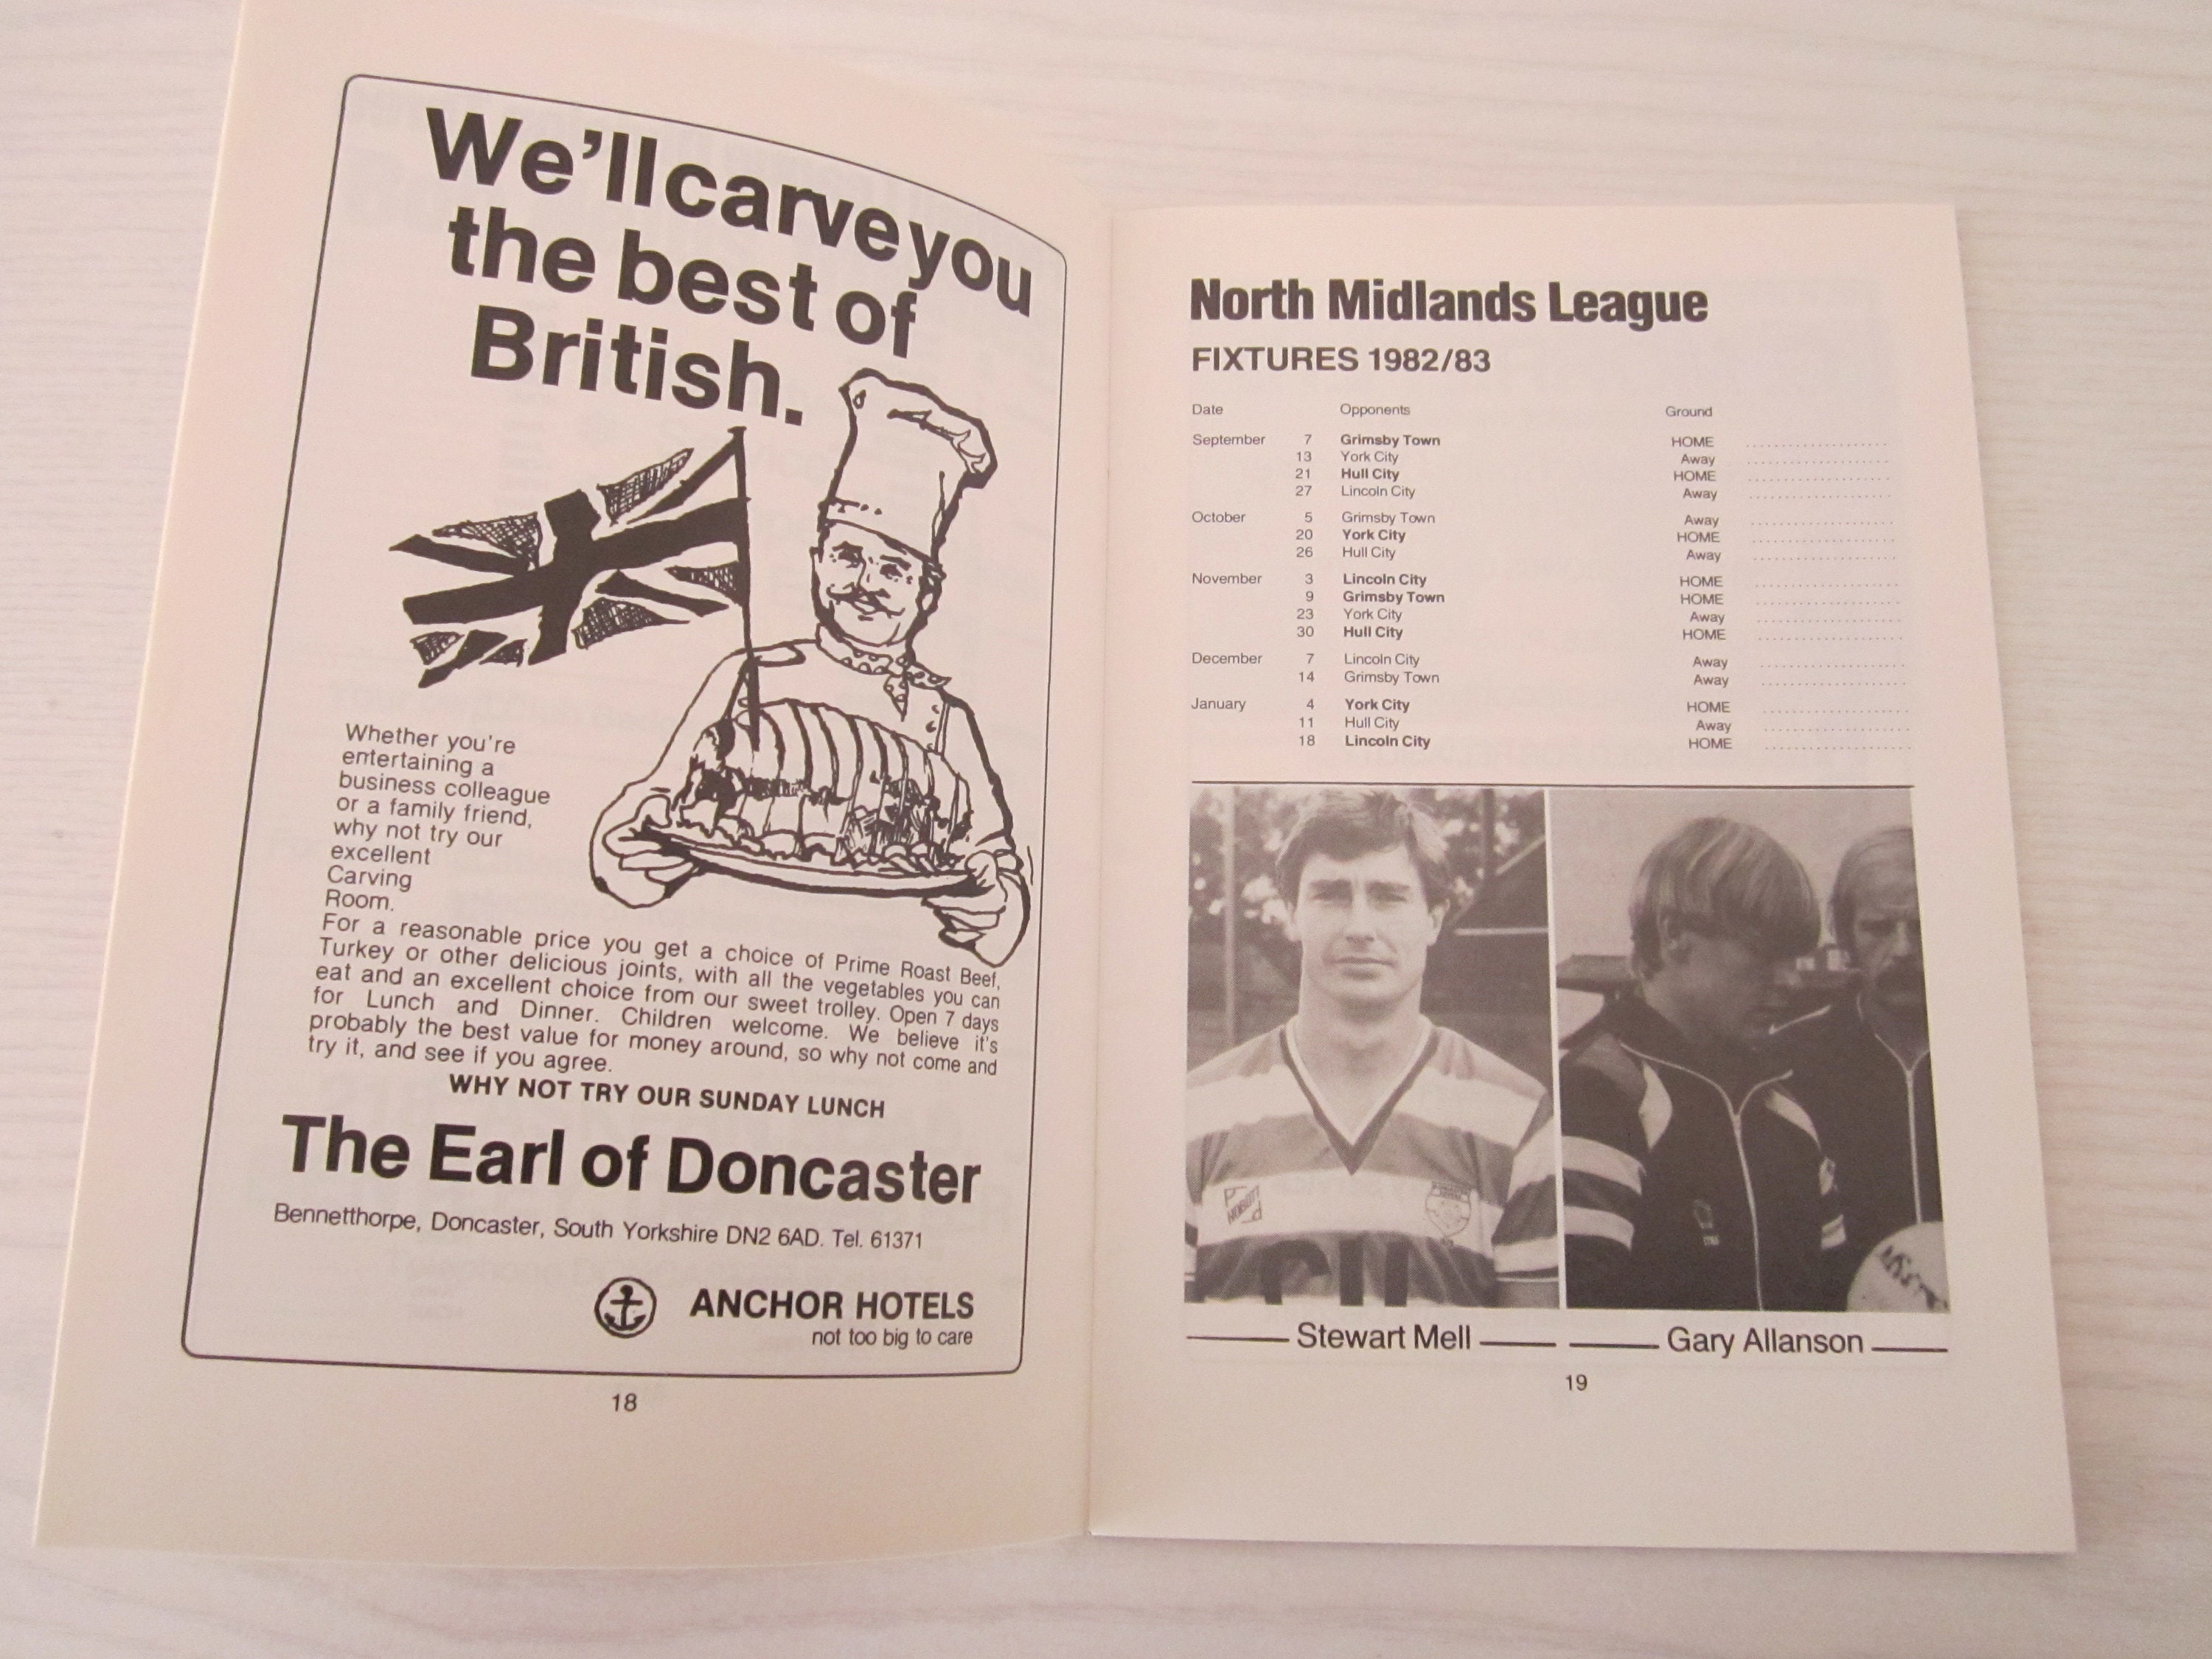 We'll carve you
the best of
British.
Whether you're
entertaining a
business colleague
or a family friend,
why not try our
excellent
Carving
Room.
For a reasonable price you get a choice of Prime Roast Beef,
Turkey or other delicious joints, with all the vegetables you can
eat and an excellent choice from our sweet trolley. Open 7 days
for Lunch and Dinner. Children welcome. We believe it's
probably the best value for money around, so why not come and
try it, and see if you agree.
WHY NOT TRY OUR SUNDAY LUNCH
The Earl of Doncaster
Bennetthorpe, Doncaster, South Yorkshire DN2 6AD. Tel. 61371
ANCHOR HOTELS
not too big to care
18
North Midlands League
FIXTURES 1982/83
Date Opponents Ground
September 7 Grimsby Town HOME
13 York City Away
21 Hull City HOME
27 Lincoln City Away
October 5 Grimsby Town Away
20 York City HOME
26 Hull City Away
November 3 Lincoln City HOME
9 Grimsby Town HOME
23 York City Away
30 Hull City HOME
December 7 Lincoln City Away
14 Grimsby Town Away
January 4 York City HOME
11 Hull City Away
18 Lincoln City HOME
Stewart Mell
Gary Allanson
19